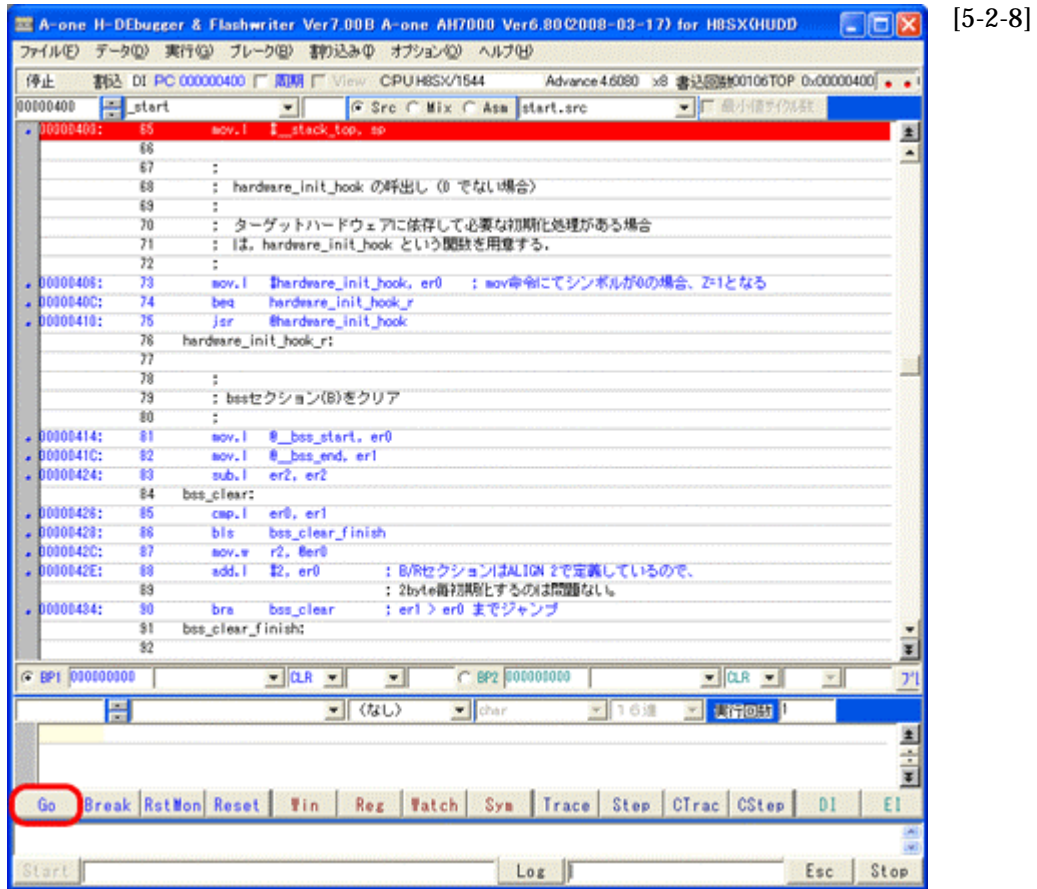 [5-2-8]
A-one H-DEbugger & Flashwriter Ver7.00B A-one AH7000 Ver6.80(2008-03-17) for H8SX(HUDD
ファイル(F) データ(D) 実行(G) ブレーク(B) 割り込み(I) オプション(O) ヘルプ(H)
停止 割込 DI PC 000000400 周期 View CPU H8SX/1544 Advance 4.6080 x8 書込回数00106TOP 0x00000400
00000400 _start Src Mix Asm start.src
00000400: 65 mov.l #__stack_top, sp
66
67 ;
68 ; hardware_init_hook の呼出し (0 でない場合)
69 ;
70 ; ターゲットハードウェアに依存して必要な初期化処理がある場合
71 ; は, hardware_init_hook という関数を用意する.
72 ;
00000406: 73 mov.l #hardware_init_hook, er0 ; mov命令にてシンボルが0の場合、Z=1となる
0000040C: 74 beq hardware_init_hook_r
00000410: 75 jsr @hardware_init_hook
76 hardware_init_hook_r:
77
78 ;
79 ; bssセクション(B)をクリア
80 ;
00000414: 81 mov.l @__bss_start, er0
0000041C: 82 mov.l @__bss_end, er1
00000424: 83 sub.l er2, er2
84 bss_clear:
00000426: 85 cmp.l er0, er1
00000428: 86 bls bss_clear_finish
0000042C: 87 mov.w r2, @er0
0000042E: 88 add.l #2, er0 ; B/RセクションはALIGN 2で定義しているので、
89 ; 2byte毎初期化するのは問題ない。
00000434: 90 bra bss_clear ; er1 > er0 までジャンプ
91 bss_clear_finish:
92
BP1 000000000 CLR BP2 000000000 CLR
(なし) char 16進 実行回数 1
Go Break RstMon Reset Win Reg Watch Sym Trace Step CTrac CStep DI EI
Start Log Esc Stop